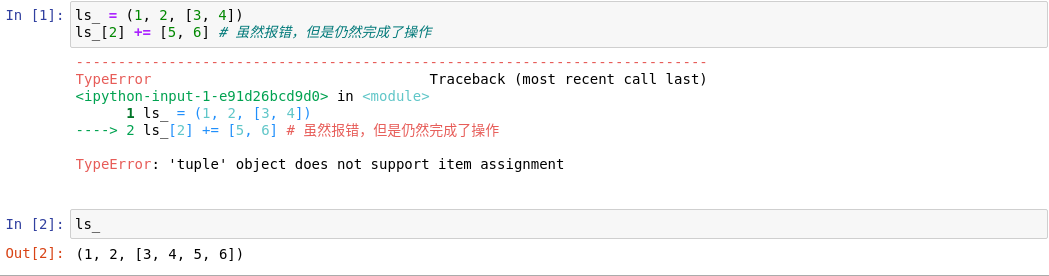 In [1]: ls_ = (1, 2, [3, 4])
ls_[2] += [5, 6] # 虽然报错，但是仍然完成了操作
---------------------------------------------------------------------------
TypeError Traceback (most recent call last)
<ipython-input-1-e91d26bcd9d0> in <module>
1 ls_ = (1, 2, [3, 4])
----> 2 ls_[2] += [5, 6] # 虽然报错，但是仍然完成了操作
TypeError: 'tuple' object does not support item assignment
In [2]: ls_
Out[2]: (1, 2, [3, 4, 5, 6])